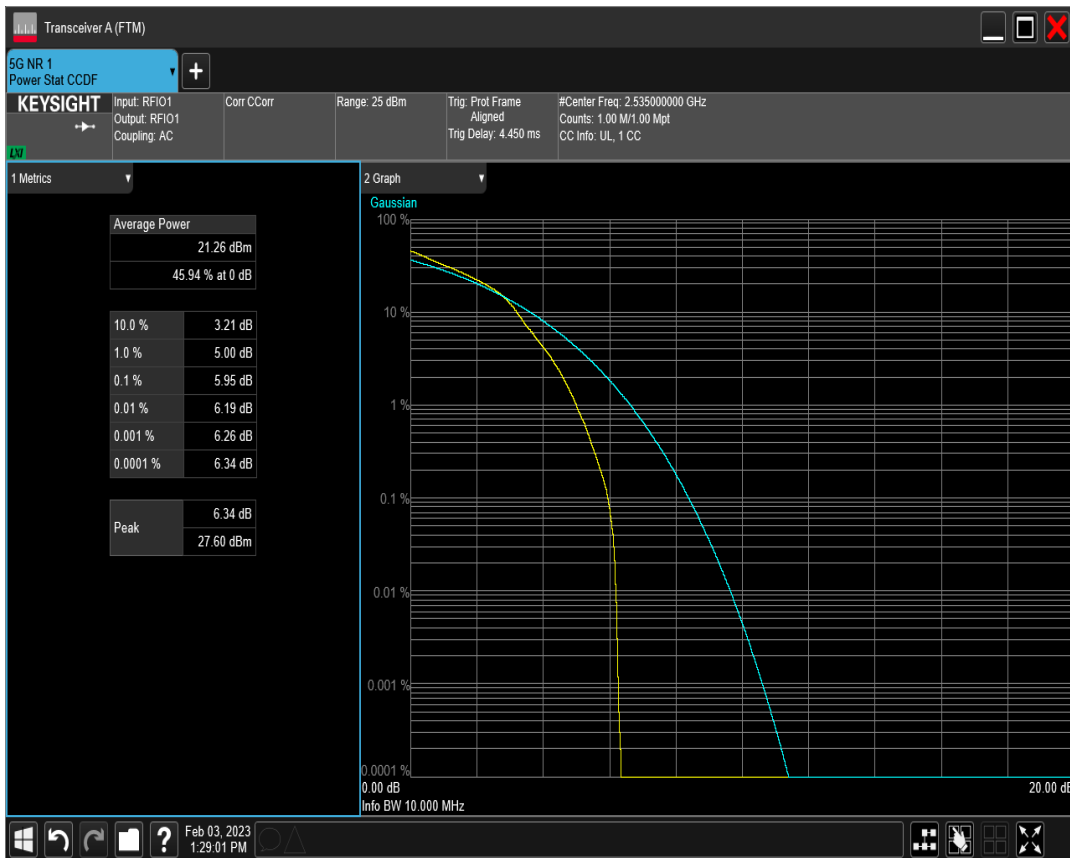 Transceiver A (FTM)
5G NR 1
Power Stat CCDF
KEYSIGHT
LXI
Input: RFIO1
Output: RFIO1
Coupling: AC
Corr CCorr
Range: 25 dBm
Trig: Prot Frame
Aligned
Trig Delay: 4.450 ms
#Center Freq: 2.535000000 GHz
Counts: 1.00 M/1.00 Mpt
CC Info: UL, 1 CC
1 Metrics
Average Power
21.26 dBm
45.94 % at 0 dB
10.0 % 3.21 dB
1.0 % 5.00 dB
0.1 % 5.95 dB
0.01 % 6.19 dB
0.001 % 6.26 dB
0.0001 % 6.34 dB
Peak
6.34 dB
27.60 dBm
2 Graph
Gaussian
100 %
10 %
1 %
0.1 %
0.01 %
0.001 %
0.0001 %
0.00 dB 20.00 dB
Info BW 10.000 MHz
?
Feb 03, 2023
1:29:01 PM